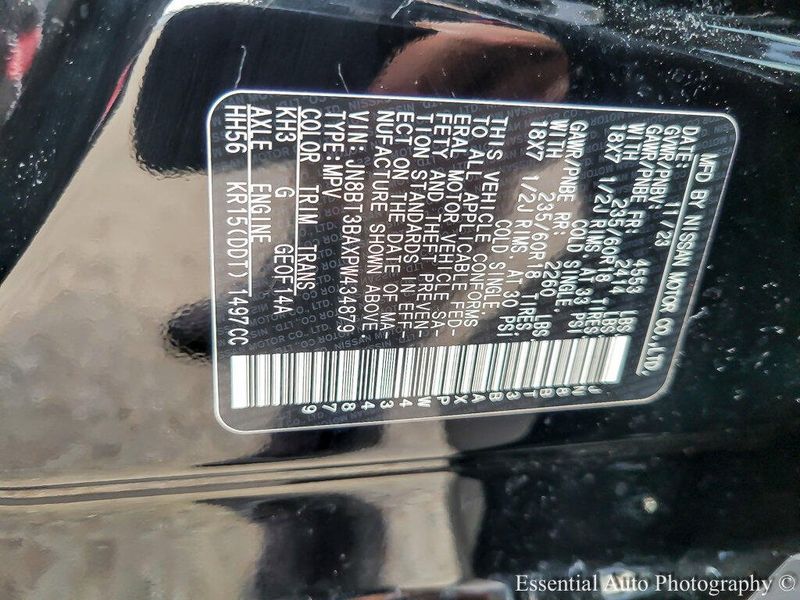 MFD BY NISSAN MOTOR CO., LTD.
DATE: 11/23
GVWR/PNBV: 4553 LBS
GAWR/PNBE FR: 2414 LBS
WITH 235/60R18 TIRES,
18X7 1/2J RIMS, AT 33 PSI,
COLD SINGLE,
GAWR/PNBE RR: 2260 LBS
WITH 235/60R18 TIRES,
18X7 1/2J RIMS, AT 30 PSI,
COLD SINGLE,
THIS VEHICLE CONFORMS
TO ALL APPLICABLE FED-
ERAL MOTOR VEHICLE SA-
FETY AND THEFT PREVEN-
TION STANDARDS IN EFF-
ECT ON THE DATE OF MA-
NUFACTURE SHOWN ABOVE.
VIN: JN8BT3BAXPW434879
TYPE: MPV
COLOR TRIM TRANS
KH3 G GE0F14A
AXLE ENGINE
HH56 KR15(DDT) 1497CC
JN8BT3BAXPW434879
Essential Auto Photography ©